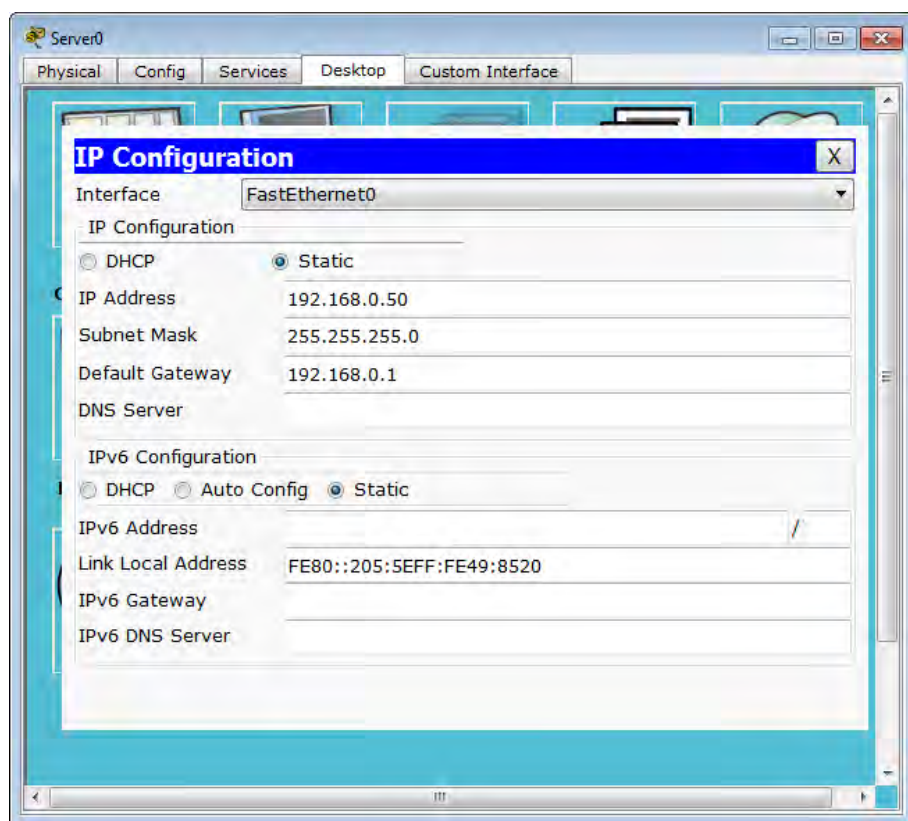 Server0
Physical Config Services Desktop Custom Interface
IP Configuration X
Interface FastEthernet0
IP Configuration
DHCP Static
IP Address 192.168.0.50
Subnet Mask 255.255.255.0
Default Gateway 192.168.0.1
DNS Server
IPv6 Configuration
DHCP Auto Config Static
IPv6 Address /
Link Local Address FE80::205:5EFF:FE49:8520
IPv6 Gateway
IPv6 DNS Server